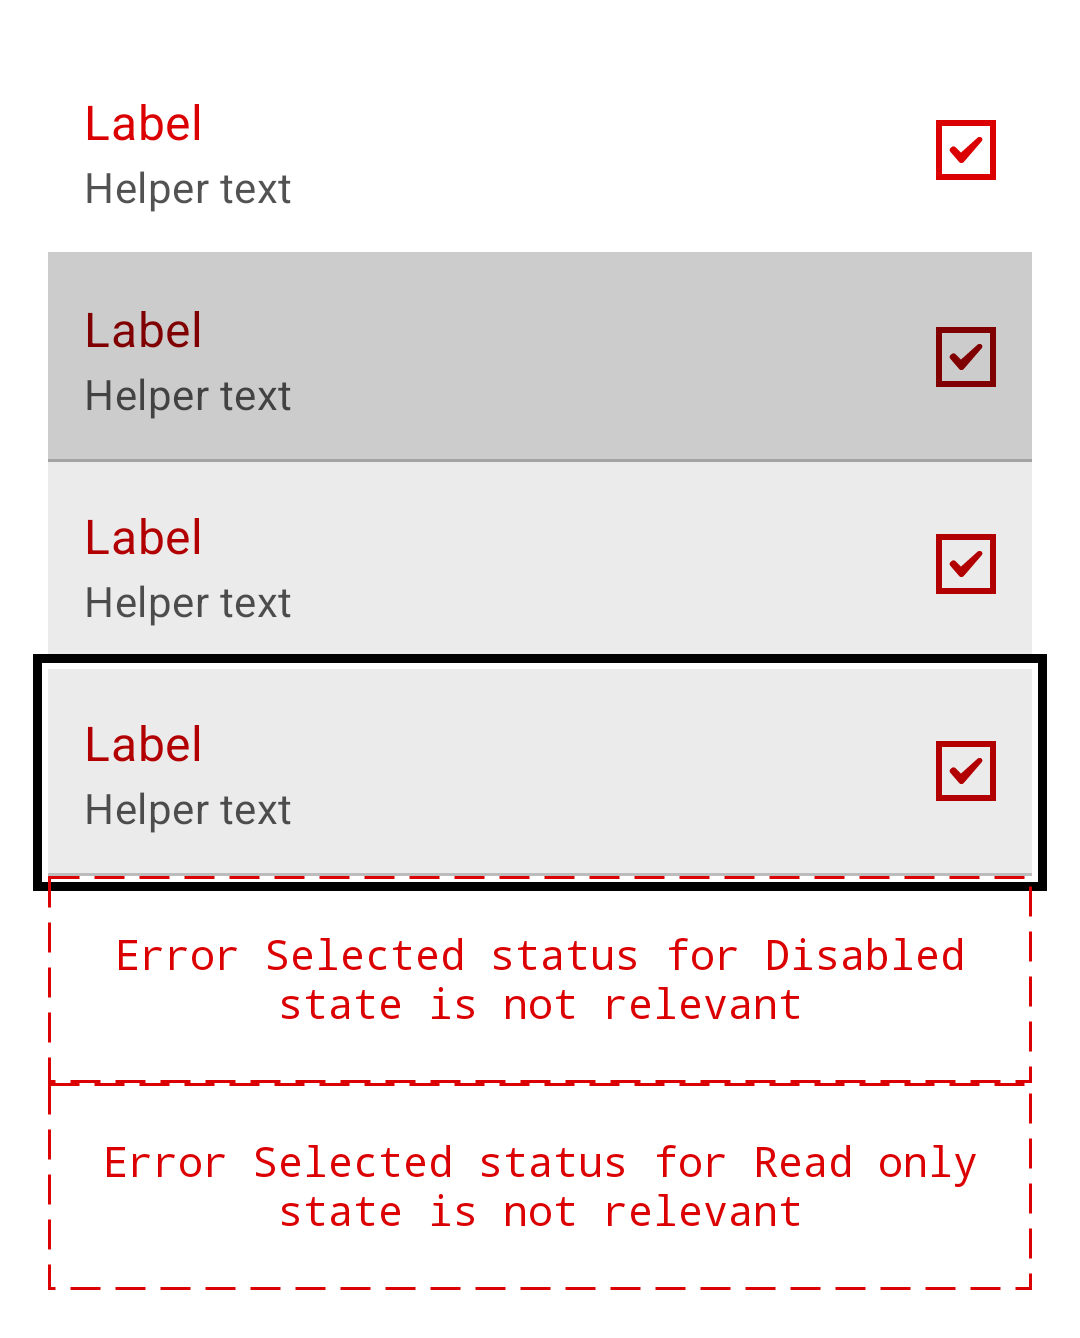 Label
Helper text
Label
Helper text
Label
Helper text
Label
Helper text
Error Selected status for Disabled
state is not relevant
Error Selected status for Read only
state is not relevant